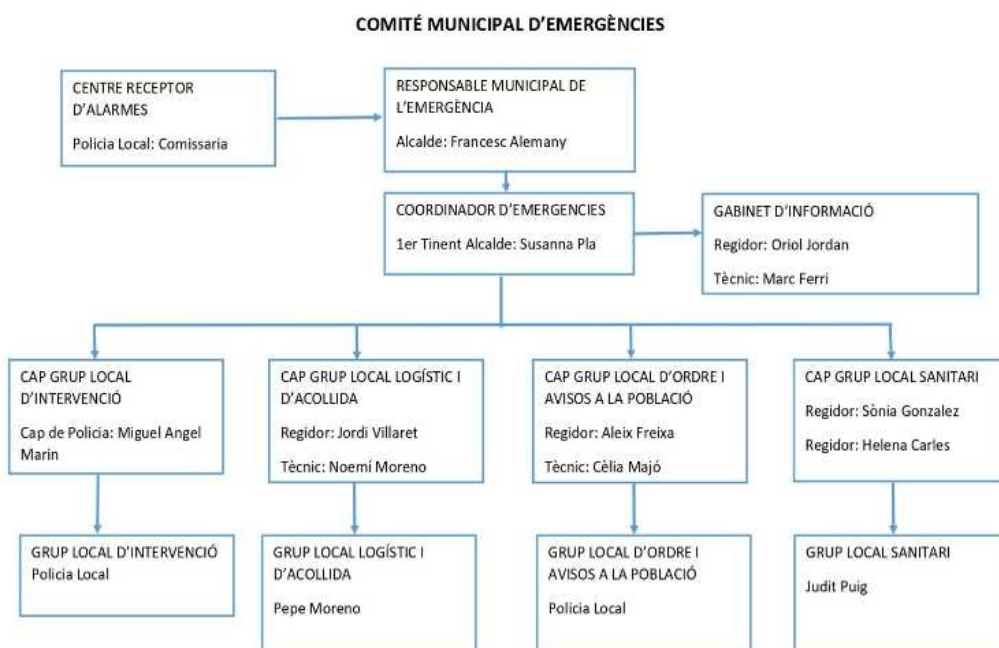 COMITÉ MUNICIPAL D'EMERGÈNCIES
CENTRE RECEPTOR
D'ALARMES
Policia Local: Comissaria
RESPONSABLE MUNICIPAL DE
L'EMERGÈNCIA
Alcalde: Francesc Alemany
COORDINADOR D'EMERGENCIES
1er Tinent Alcalde: Susanna Pla
GABINET D'INFORMACIÓ
Regidor: Oriol Jordan
Tècnic: Marc Ferri
CAP GRUP LOCAL
D'INTERVENCIÓ
Cap de Policia: Miguel Angel
Marin
CAP GRUP LOCAL LOGÍSTIC I
D'ACOLLIDA
Regidor: Jordi Villaret
Tècnic: Noemí Moreno
CAP GRUP LOCAL D'ORDRE I
AVISOS A LA POBLACIÓ
Regidor: Aleix Freixa
Tècnic: Cèlia Majó
CAP GRUP LOCAL SANITARI
Regidor: Sònia Gonzalez
Regidor: Helena Carles
GRUP LOCAL D'INTERVENCIÓ
Policia Local
GRUP LOCAL LOGÍSTIC I
D'ACOLLIDA
Pepe Moreno
GRUP LOCAL D'ORDRE I
AVISOS A LA POBLACIÓ
Policia Local
GRUP LOCAL SANITARI
Judit Puig